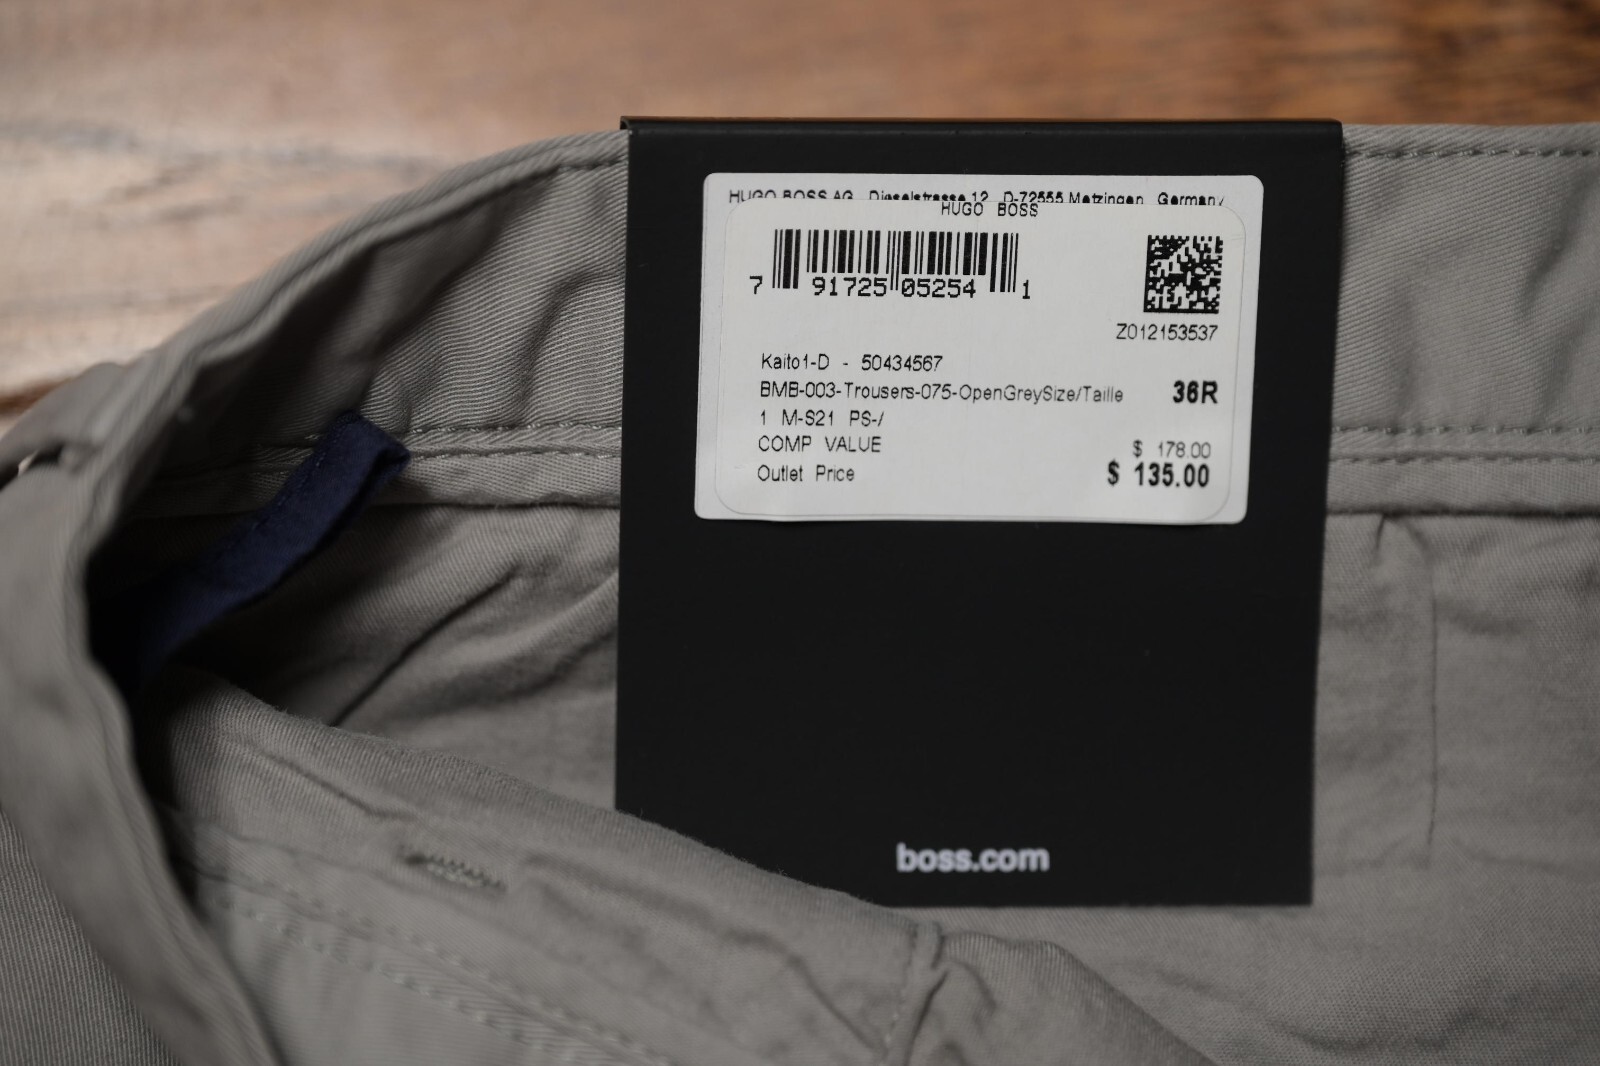 HUGO BOSS AG, Dieselstrasse 12, D-72555 Metzingen, Germany
HUGO BOSS
7 91725 05254 1
Z012153537
Kaito1-D - 50434567
BMB-003-Trousers-075-OpenGreySize/Taille 36R
1 M-S21 PS-/
COMP VALUE $ 178.00
Outlet Price $ 135.00
boss.com